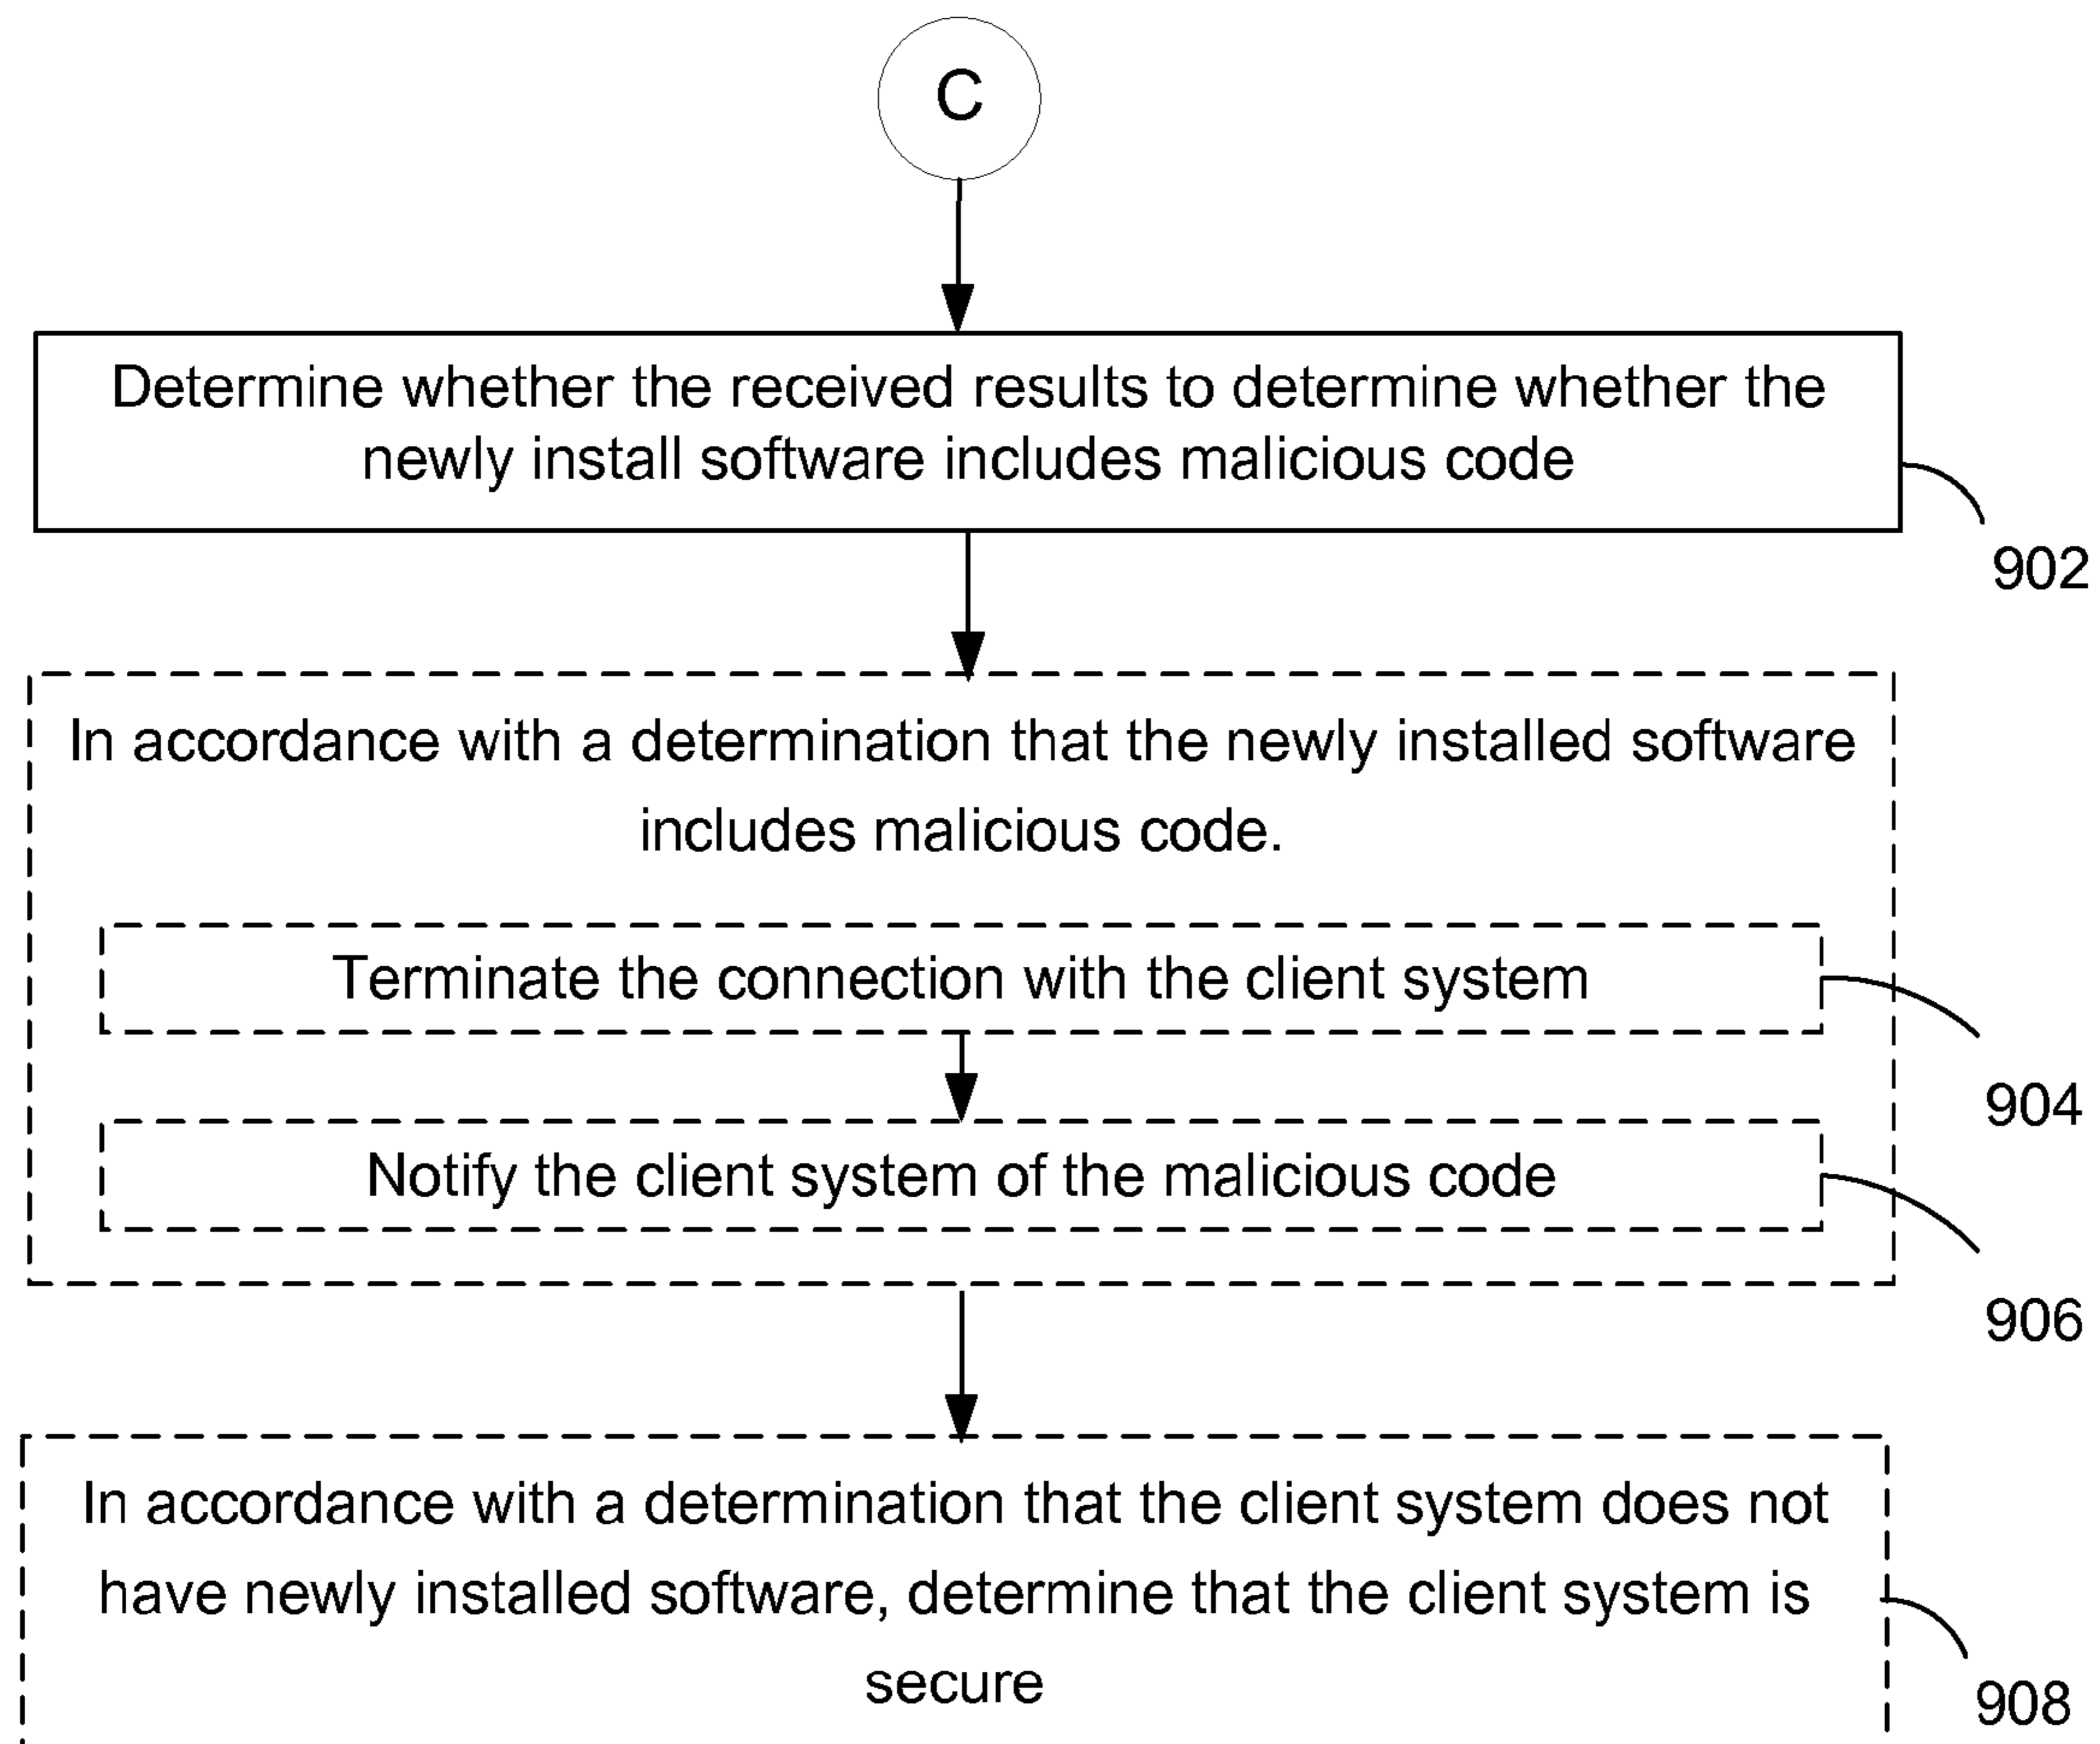 C
Determine whether the received results to determine whether the
newly install software includes malicious code
902
In accordance with a determination that the newly installed software
includes malicious code.
Terminate the connection with the client system
904
Notify the client system of the malicious code
906
In accordance with a determination that the client system does not
have newly installed software, determine that the client system is
secure
908